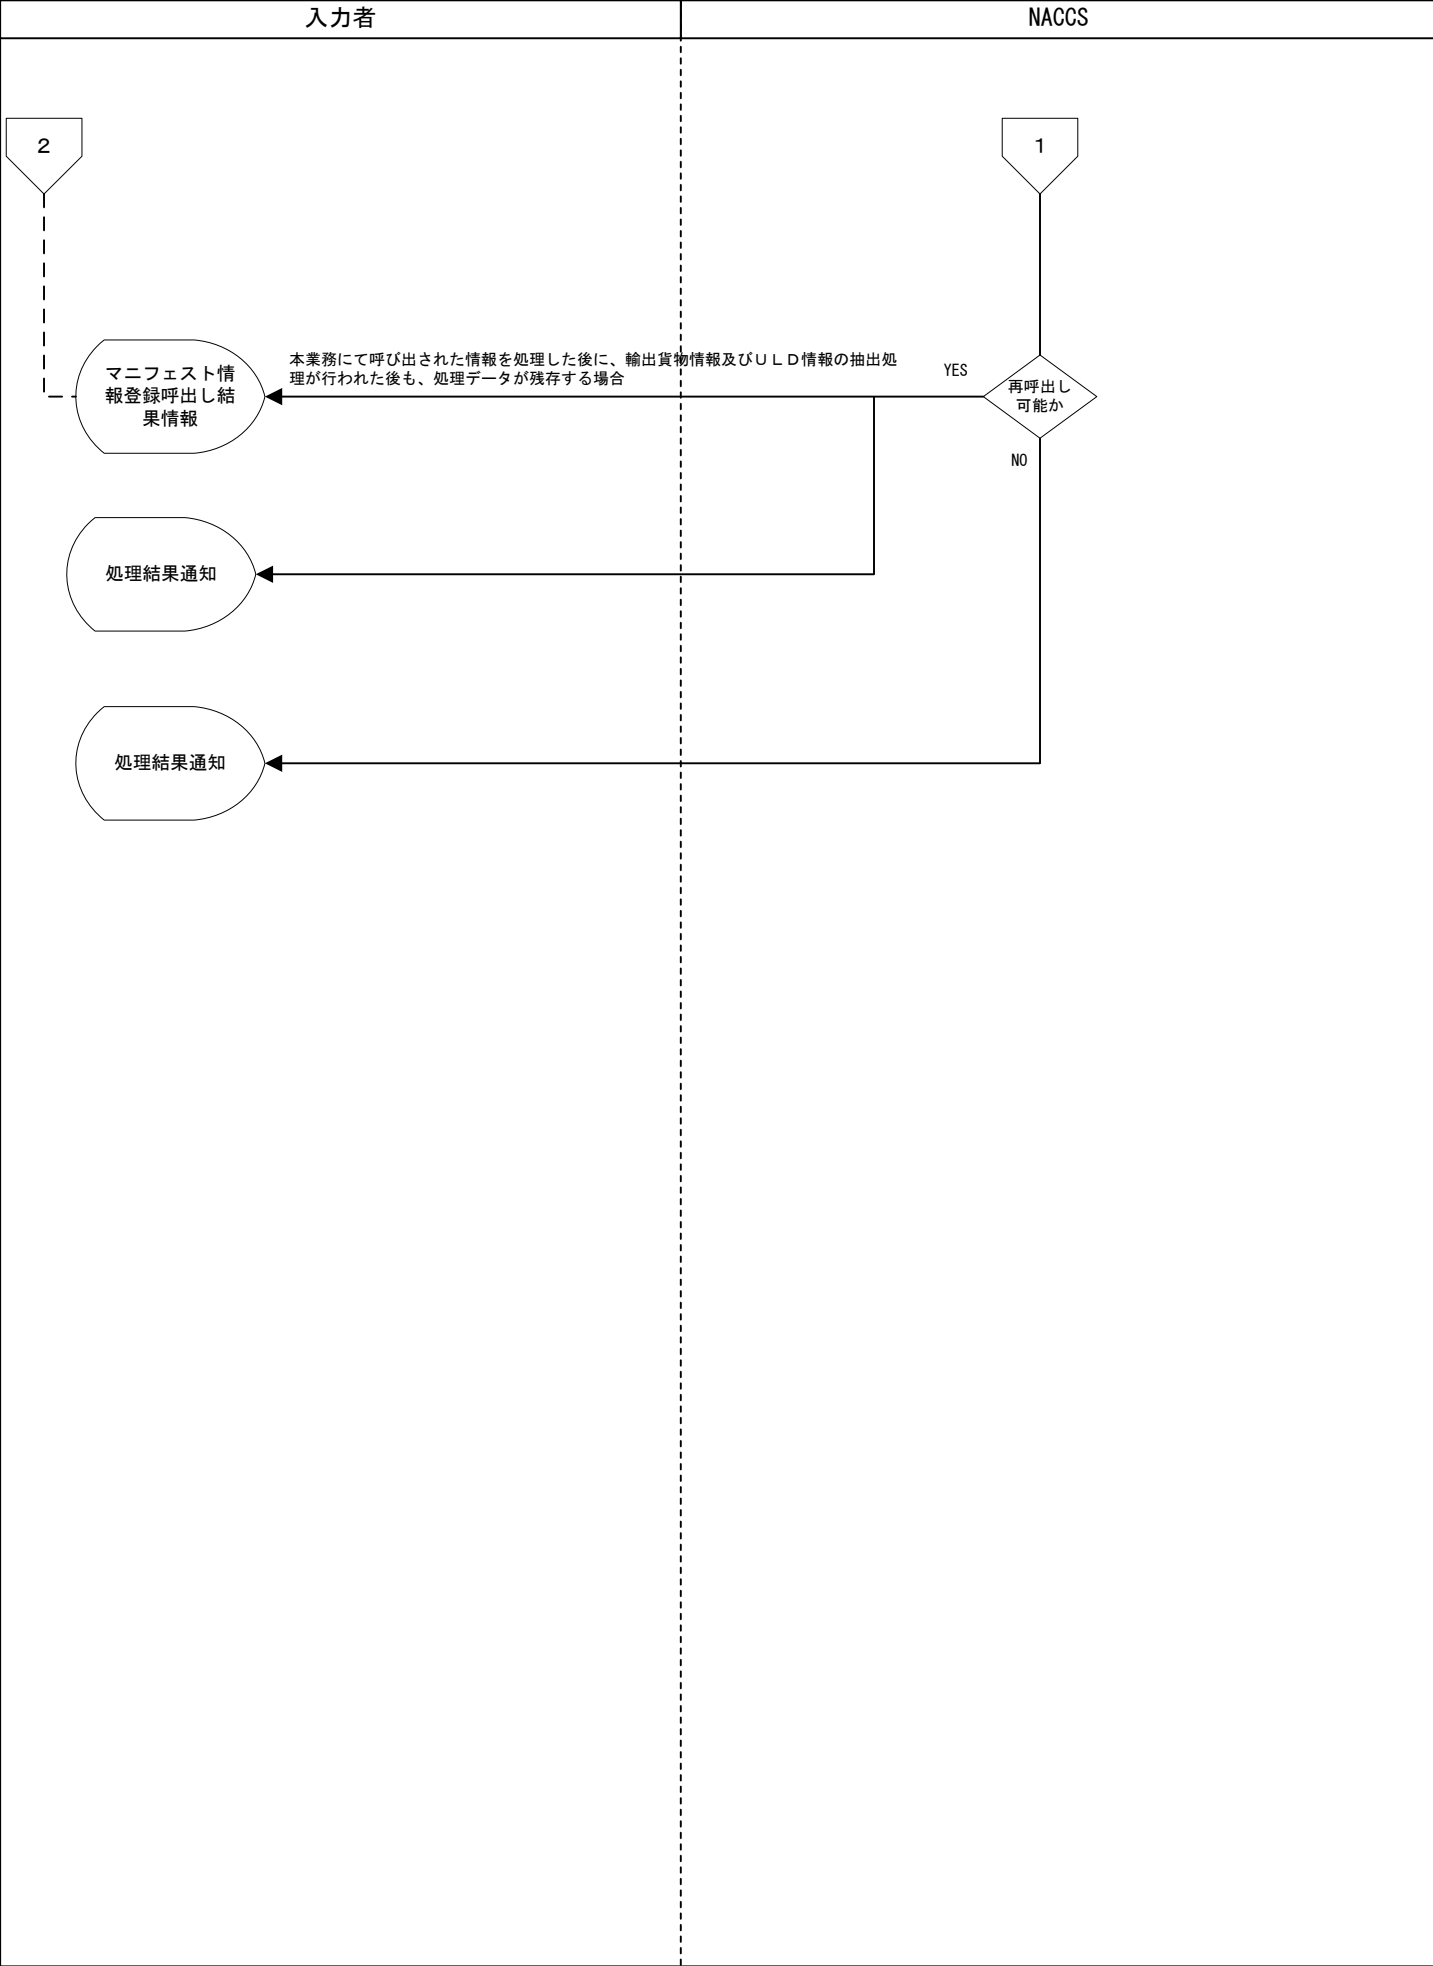 入力者
NACCS
2
1
本業務にて呼び出された情報を処理した後に、輸出貨物情報及びＵＬＤ情報の抽出処
理が行われた後も、処理データが残存する場合
YES
マニフェスト情
報登録呼出し結
果情報
再呼出し
可能か
NO
処理結果通知
処理結果通知